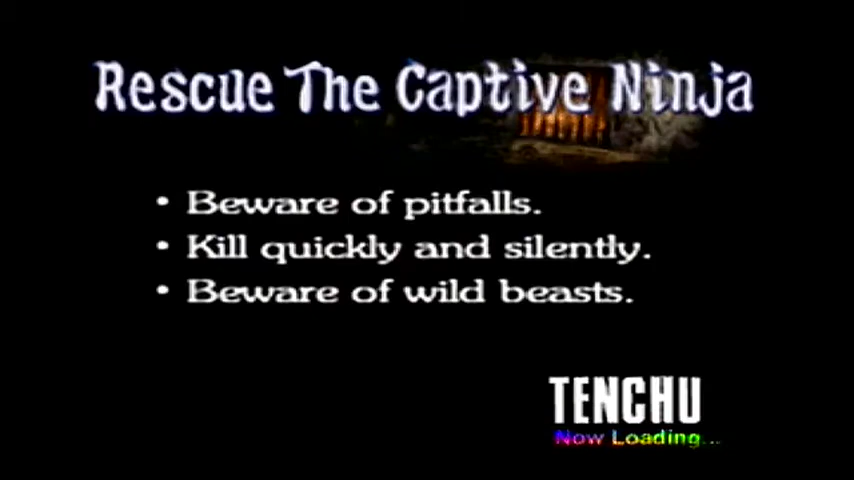 Rescue The Captive Ninja
• Beware of pitfalls.
• Kill quickly and silently.
• Beware of wild beasts.
TENCHU
Now Loading...